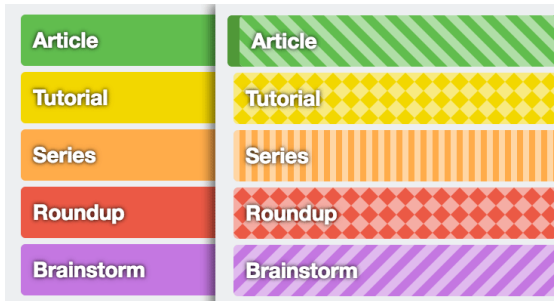 Article
Tutorial
Series
Roundup
Brainstorm
Article
Tutorial
Series
Roundup
Brainstorm